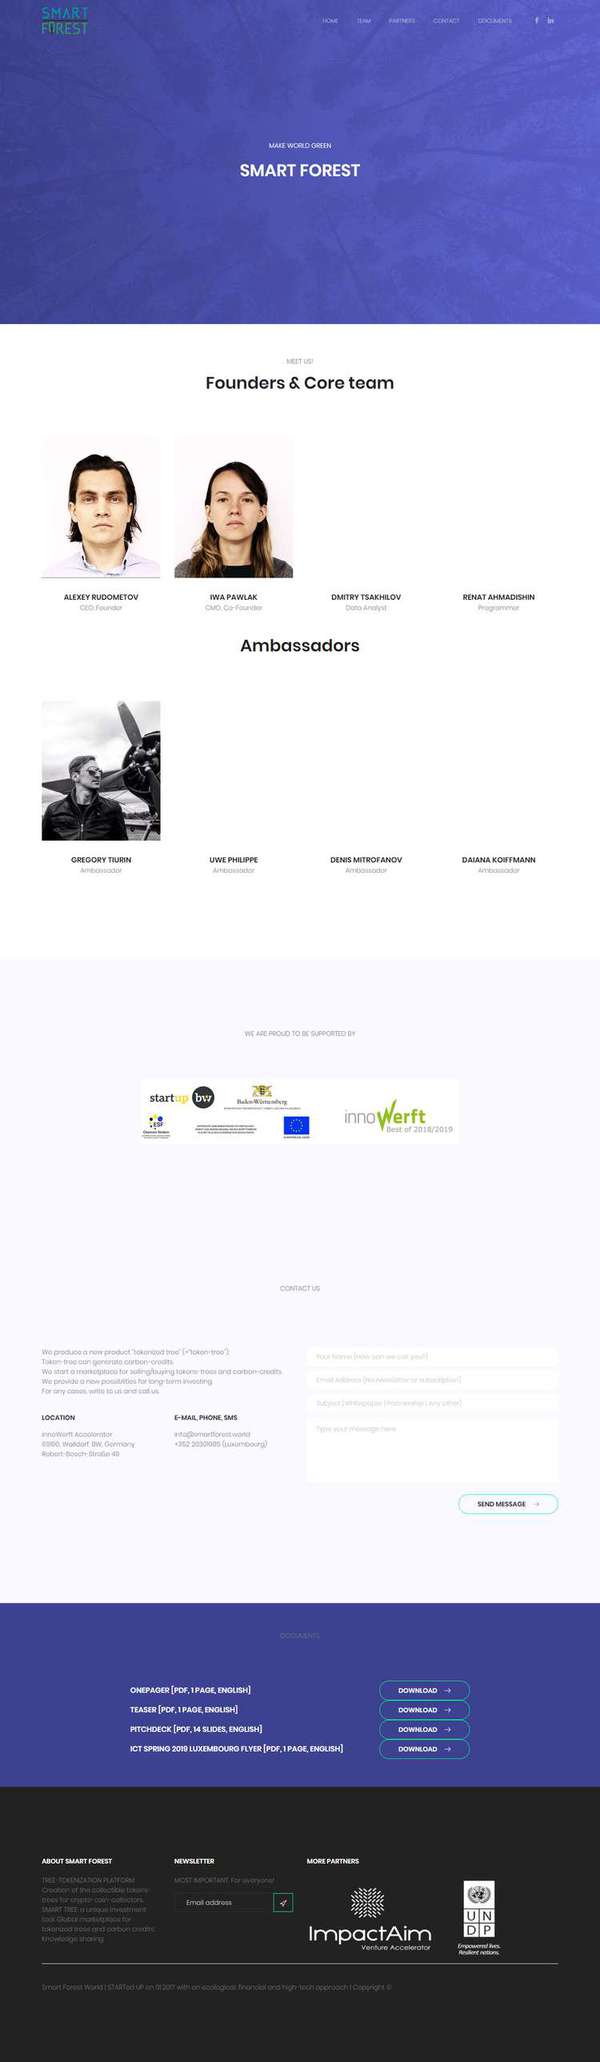 SMART
FOREST
HOME TEAM PARTNERS CONTACT DOCUMENTS
MAKE WORLD GREEN
SMART FOREST
MEET US!
Founders & Core team
ALEXEY RUDOMETOV
CEO, Founder
IWA PAWLAK
CMO, Co-Founder
DMITRY TSAKHILOV
Data Analyst
RENAT AHMADISHIN
Programmer
Ambassadors
GREGORY TIURIN
Ambassador
UWE PHILIPPE
Ambassador
DENIS MITROFANOV
Ambassador
DAIANA KOIFFMANN
Ambassador
WE ARE PROUD TO BE SUPPORTED BY
startup bw
Baden-Württemberg
ESF
innoWerft
Best of 2018/2019
CONTACT US
We produce a new product "tokenized tree" (="token-tree").
Token-tree can generate carbon-credits.
We start a marketplace for selling/buying tokens-trees and carbon-credits.
We provide a new possibilities for long-term investing.
For any cases, write to us and call us.
LOCATION
innoWerft Accelerator
69190, Walldorf, BW, Germany
Robert-Bosch-Straße 49
E-MAIL, PHONE, SMS
info@smartforest.world
+352 20301085 (Luxembourg)
Your Name (How can we call you?)
Email Address (No newsletter or subscription)
Subject (Whitepaper | Partnership | Any other)
Type your message here
SEND MESSAGE
DOCUMENTS
ONEPAGER [PDF, 1 PAGE, ENGLISH]
DOWNLOAD
TEASER [PDF, 1 PAGE, ENGLISH]
DOWNLOAD
PITCHDECK [PDF, 14 SLIDES, ENGLISH]
DOWNLOAD
ICT SPRING 2019 LUXEMBOURG FLYER [PDF, 1 PAGE, ENGLISH]
DOWNLOAD
ABOUT SMART FOREST
TREE-TOKENIZATION PLATFORM
Creation of the collectible tokens-
trees for crypto-coin-collectors.
SMART TREE: a unique investment
tool. Global marketplace for
tokenized trees and carbon credits.
Knowledge sharing
NEWSLETTER
MOST IMPORTANT. For everyone!
Email address
MORE PARTNERS
ImpactAim
Venture Accelerator
U N
D P
Empowered lives.
Resilient nations.
Smart Forest World | STARTed UP on 01.2017 with an ecological, financial and high-tech approach | Copyright ©